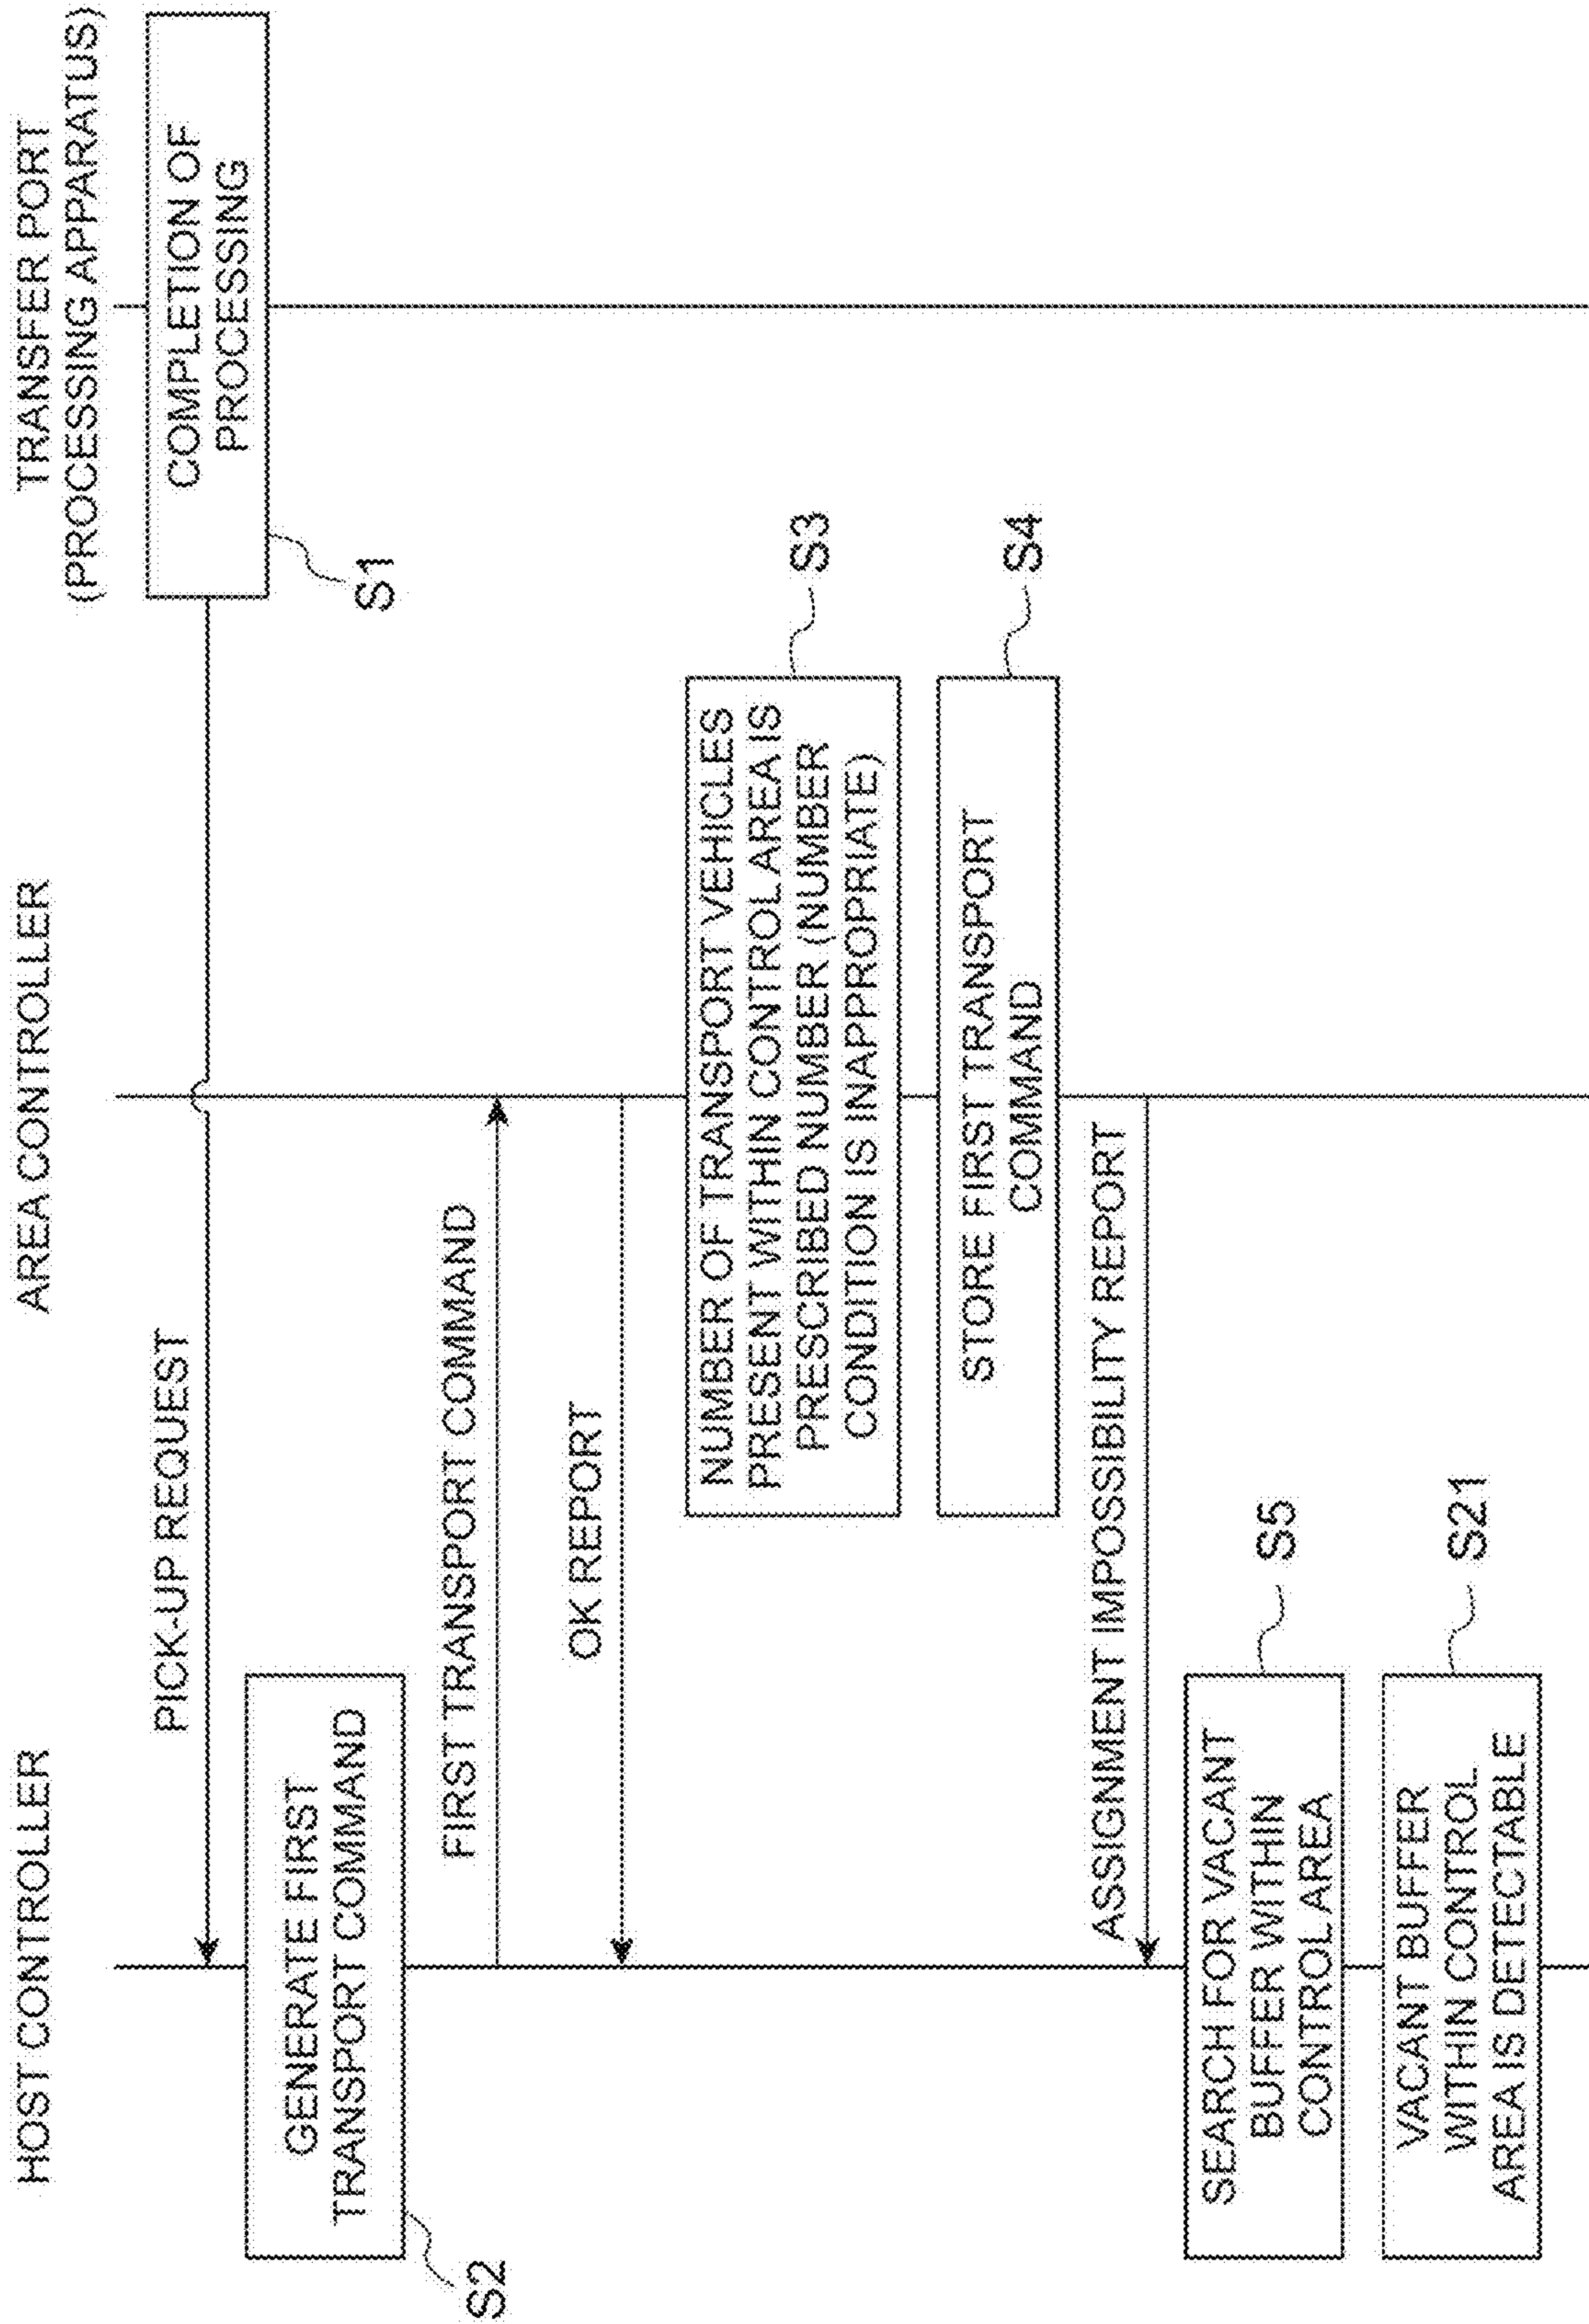 HOST CONTROLLER
AREA CONTROLLER
TRANSFER PORT
(PROCESSING APPARATUS)
COMPLETION OF
PROCESSING
S1
PICK-UP REQUEST
GENERATE FIRST
TRANSPORT COMMAND
S2
FIRST TRANSPORT COMMAND
OK REPORT
NUMBER OF TRANSPORT VEHICLES
PRESENT WITHIN CONTROL AREA IS
PRESCRIBED NUMBER (NUMBER
CONDITION IS INAPPROPRIATE)
S3
STORE FIRST TRANSPORT
COMMAND
S4
ASSIGNMENT IMPOSSIBILITY REPORT
SEARCH FOR VACANT
BUFFER WITHIN
CONTROL AREA
S5
VACANT BUFFER
WITHIN CONTROL
AREA IS DETECTABLE
S21